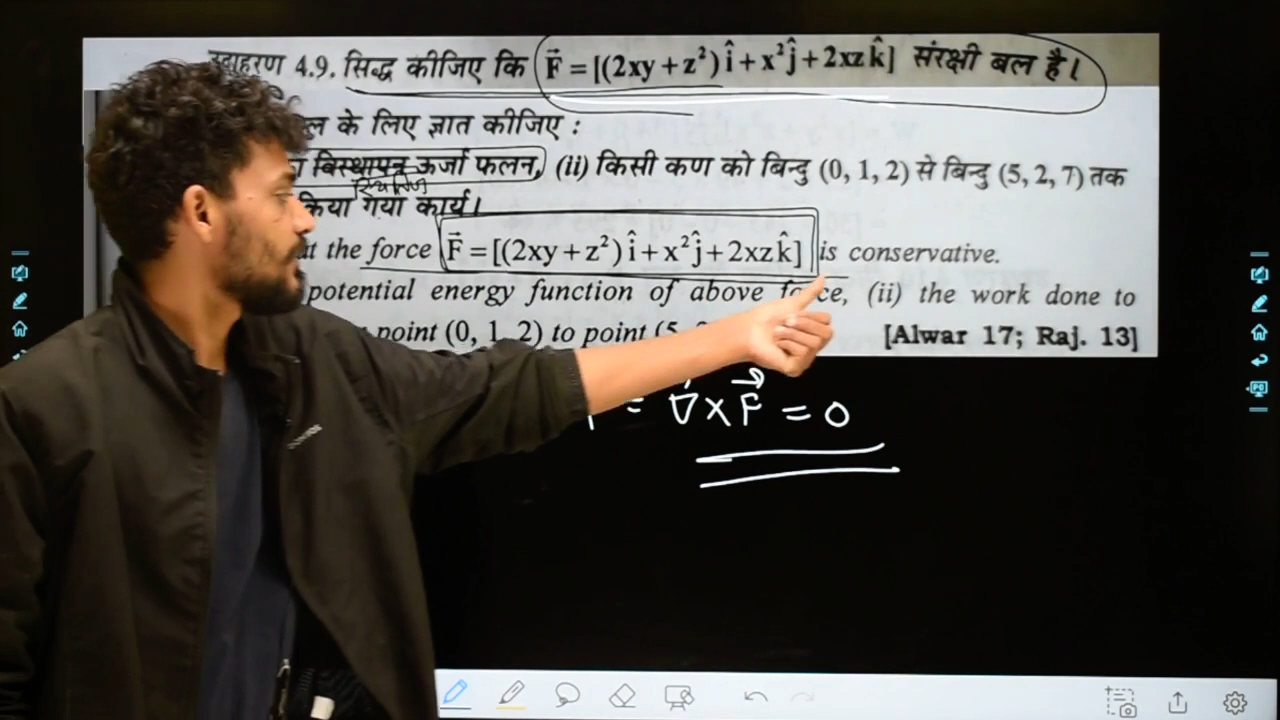 उदाहरण 4.9. सिद्ध कीजिए कि F⃗ = [(2xy + z²) î + x² ĵ + 2xz k̂] संरक्षी बल है।
के लिए ज्ञात कीजिए :
विस्थापन ऊर्जा फलन, (ii) किसी कण को बिन्दु (0, 1, 2) से बिन्दु (5, 2, 7) तक
स्थितिज
किया गया कार्य।
the force F⃗ = [(2xy + z²) î + x² ĵ + 2xz k̂] is conservative.
potential energy function of above force, (ii) the work done to
point (0, 1, 2) to point (5,
[Alwar 17; Raj. 13]
= ∇⃗ × F⃗ = 0